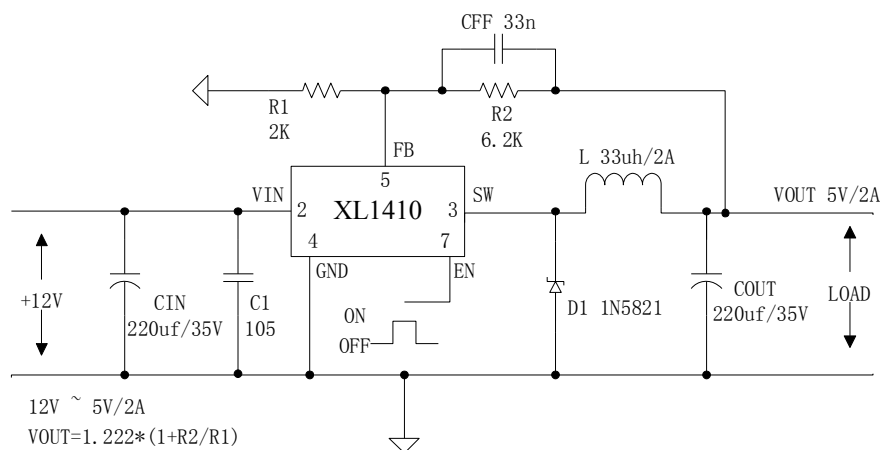 CFF 33n
R1
2K
R2
6.2K
FB
L 33uh/2A
VIN
5
SW
VOUT 5V/2A
2
XL1410
3
4
7
GND
EN
+12V
CIN
220uf/35V
C1
105
ON
OFF
D1 1N5821
COUT
220uf/35V
LOAD
12V ~ 5V/2A
VOUT=1.222*(1+R2/R1)